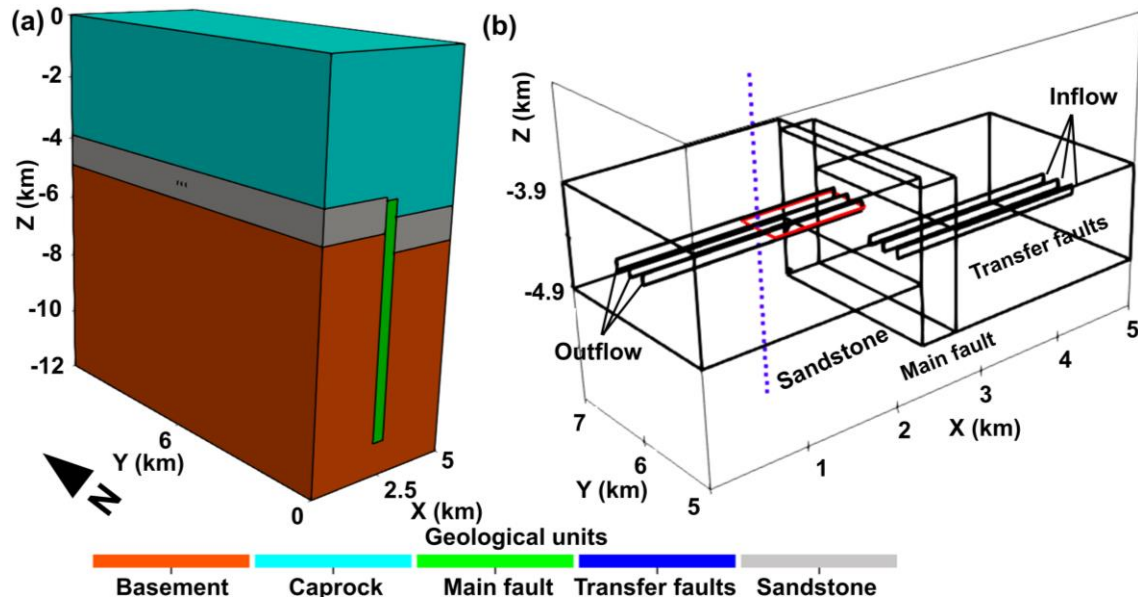 (a)
0
-2
-4
-6
-8
-10
-12
Z (km)
Y (km)
6
N
0
2.5
5
X (km)
(b)
Z (km)
-3.9
-4.9
Inflow
Transfer faults
Outflow
Sandstone
Main fault
7
6
5
Y (km)
1
2
3
4
5
X (km)
Geological units
Basement Caprock Main fault Transfer faults Sandstone